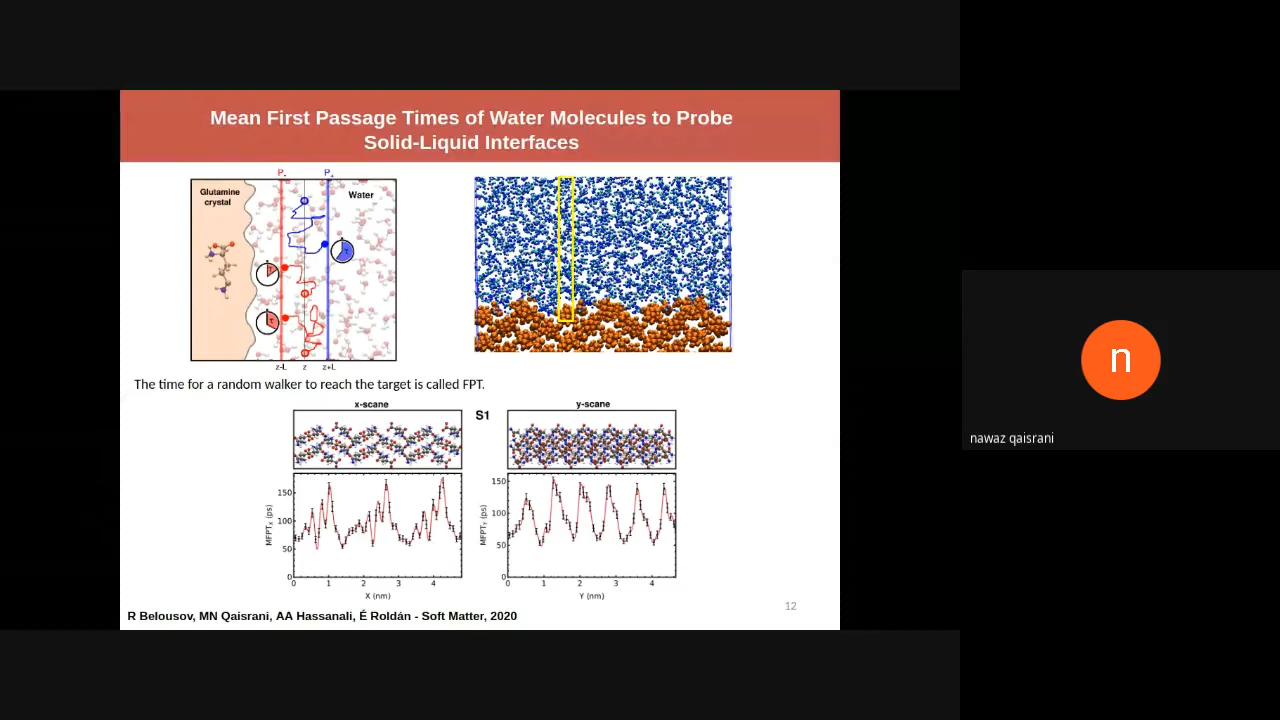 Mean First Passage Times of Water Molecules to Probe
Solid-Liquid Interfaces
P-
P+
Glutamine
crystal
Water
z-L
z
z+L
The time for a random walker to reach the target is called FPT.
x-scane
S1
y-scane
MFPTX (ps)
150
100
50
0
0 1 2 3 4
X (nm)
MFPTY (ps)
150
100
50
0
0 1 2 3 4
Y (nm)
12
R Belousov, MN Qaisrani, AA Hassanali, É Roldán - Soft Matter, 2020
n
nawaz qaisrani